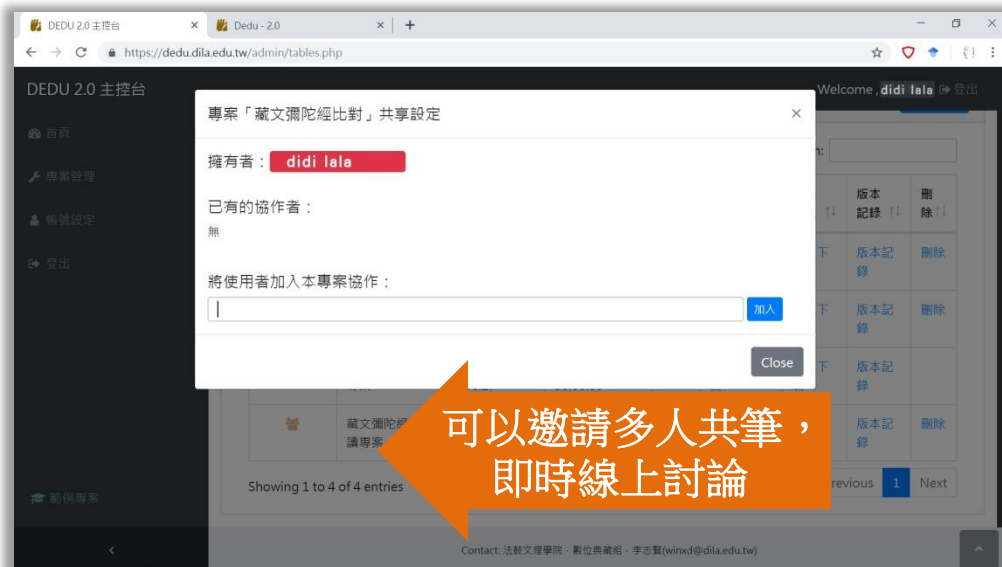 DEDU 2.0 主控台
Dedu - 2.0
https://dedu.dila.edu.tw/admin/tables.php
DEDU 2.0 主控台
Welcome , didi lala 登出
首頁
專案管理
帳號設定
登出
範例專案
專案「藏文彌陀經比對」共享設定
×
擁有者： didi lala
已有的協作者：
無
將使用者加入本專案協作：
加入
Close
版本
記錄
刪
除
下
版本記
錄
刪除
下
版本記
錄
刪除
下
版本記
錄
藏文彌陀經
讀專案
版本記
錄
刪除
可以邀請多人共筆，
即時線上討論
Showing 1 to 4 of 4 entries
revious 1 Next
Contact: 法鼓文理學院 - 數位典藏組 - 李志賢(winxd@dila.edu.tw)